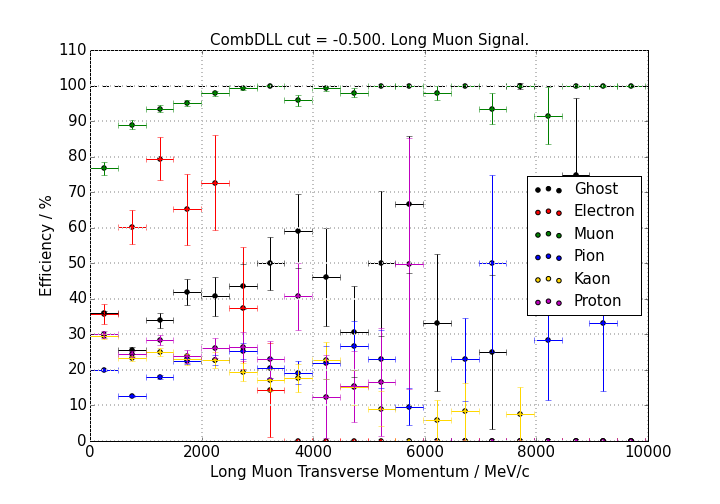 CombDLL cut = -0.500. Long Muon Signal.
110
100
90
80
70
60
50
40
30
20
10
0
Efficiency / %
Ghost
Electron
Muon
Pion
Kaon
Proton
0 2000 4000 6000 8000 10000
Long Muon Transverse Momentum / MeV/c